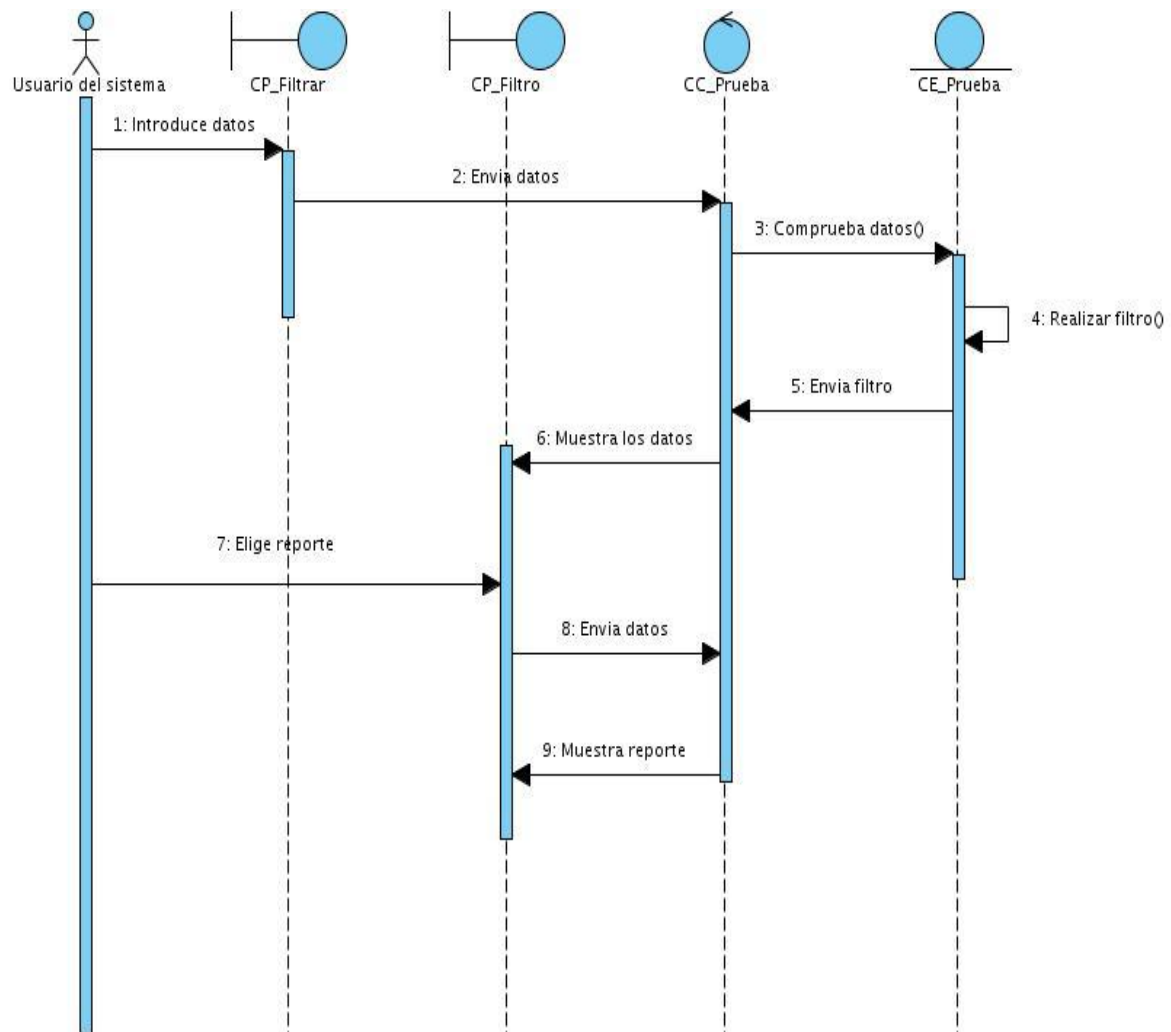 Usuario del sistema
CP_Filtrar
CP_Filtro
CC_Prueba
CE_Prueba
1: Introduce datos
2: Envia datos
3: Comprueba datos()
4: Realizar filtro()
5: Envia filtro
6: Muestra los datos
7: Elige reporte
8: Envia datos
9: Muestra reporte